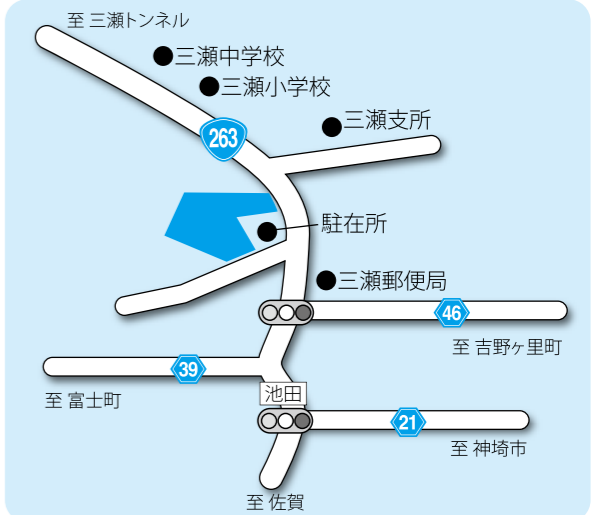 至 三瀬トンネル
三瀬中学校
三瀬小学校
三瀬支所
263
駐在所
三瀬郵便局
46
至 吉野ヶ里町
39
至 富士町
池田
21
至 神埼市
至 佐賀